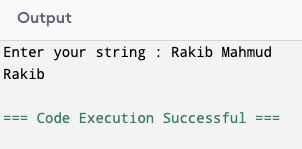 Output
Enter your string : Rakib Mahmud
Rakib
=== Code Execution Successful ===